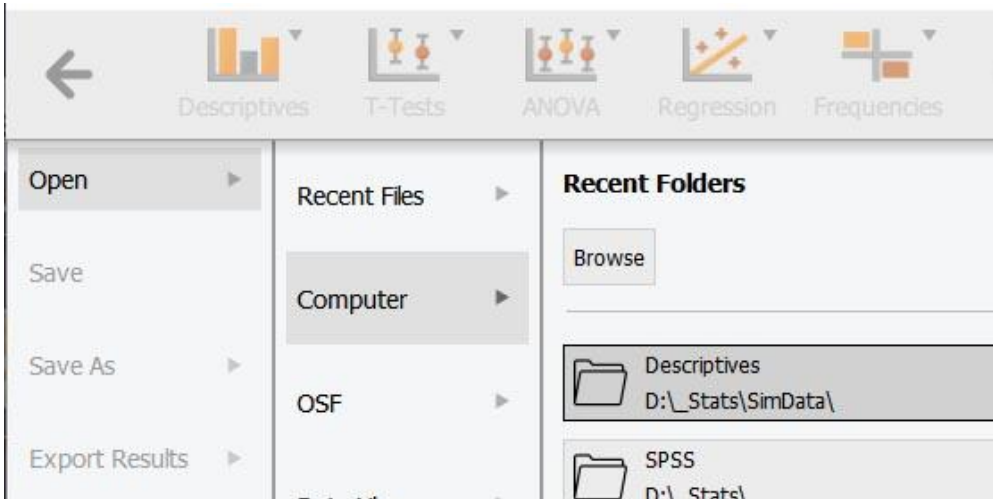 Descriptives
T-Tests
ANOVA
Regression
Frequencies
Open
Save
Save As
Export Results
Recent Files
Computer
OSF
Recent Folders
Browse
Descriptives
D:\_Stats\SimData\
SPSS
D:\_Stats\